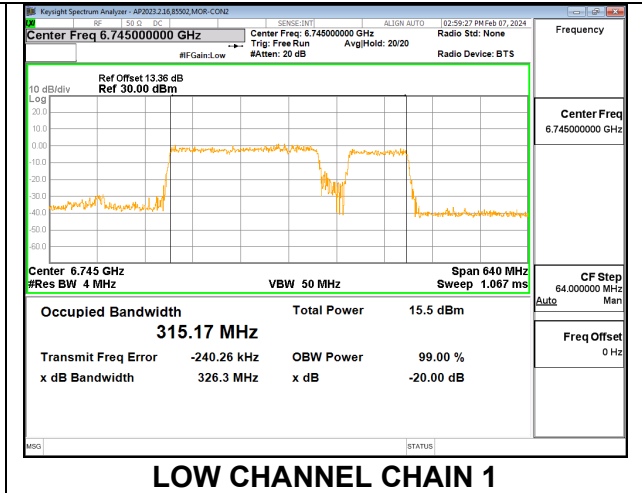 Keysight Spectrum Analyzer - AP2023.2.16,85502,MOR-CON2
RF 50 Ω DC SENSE:INT ALIGN AUTO 02:59:27 PM Feb 07, 2024
Center Freq 6.745000000 GHz
Center Freq: 6.745000000 GHz
Radio Std: None
Trig: Free Run Avg|Hold: 20/20
#IFGain:Low
#Atten: 20 dB
Radio Device: BTS
Frequency
Ref Offset 13.36 dB
10 dB/div Ref 30.00 dBm
Log
20.0
10.0
0.00
-10.0
-20.0
-30.0
-40.0
-50.0
-60.0
Center 6.745 GHz Span 640 MHz
#Res BW 4 MHz VBW 50 MHz Sweep 1.067 ms
Occupied Bandwidth Total Power 15.5 dBm
315.17 MHz
Transmit Freq Error -240.26 kHz OBW Power 99.00 %
x dB Bandwidth 326.3 MHz x dB -20.00 dB
Center Freq
6.745000000 GHz
CF Step
64.000000 MHz
Auto Man
Freq Offset
0 Hz
MSG STATUS
LOW CHANNEL CHAIN 1